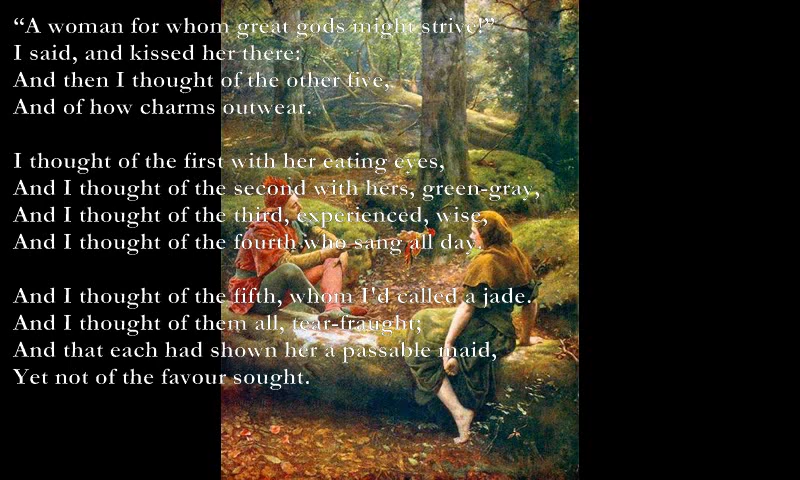 “A woman for whom great gods might strive!”
I said, and kissed her there:
And then I thought of the other five,
And of how charms outwear.
I thought of the first with her eating eyes,
And I thought of the second with hers, green-gray,
And I thought of the third, experienced, wise,
And I thought of the fourth who sang all day.
And I thought of the fifth, whom I'd called a jade.
And I thought of them all, tear-fraught;
And that each had shown her a passable maid,
Yet not of the favour sought.